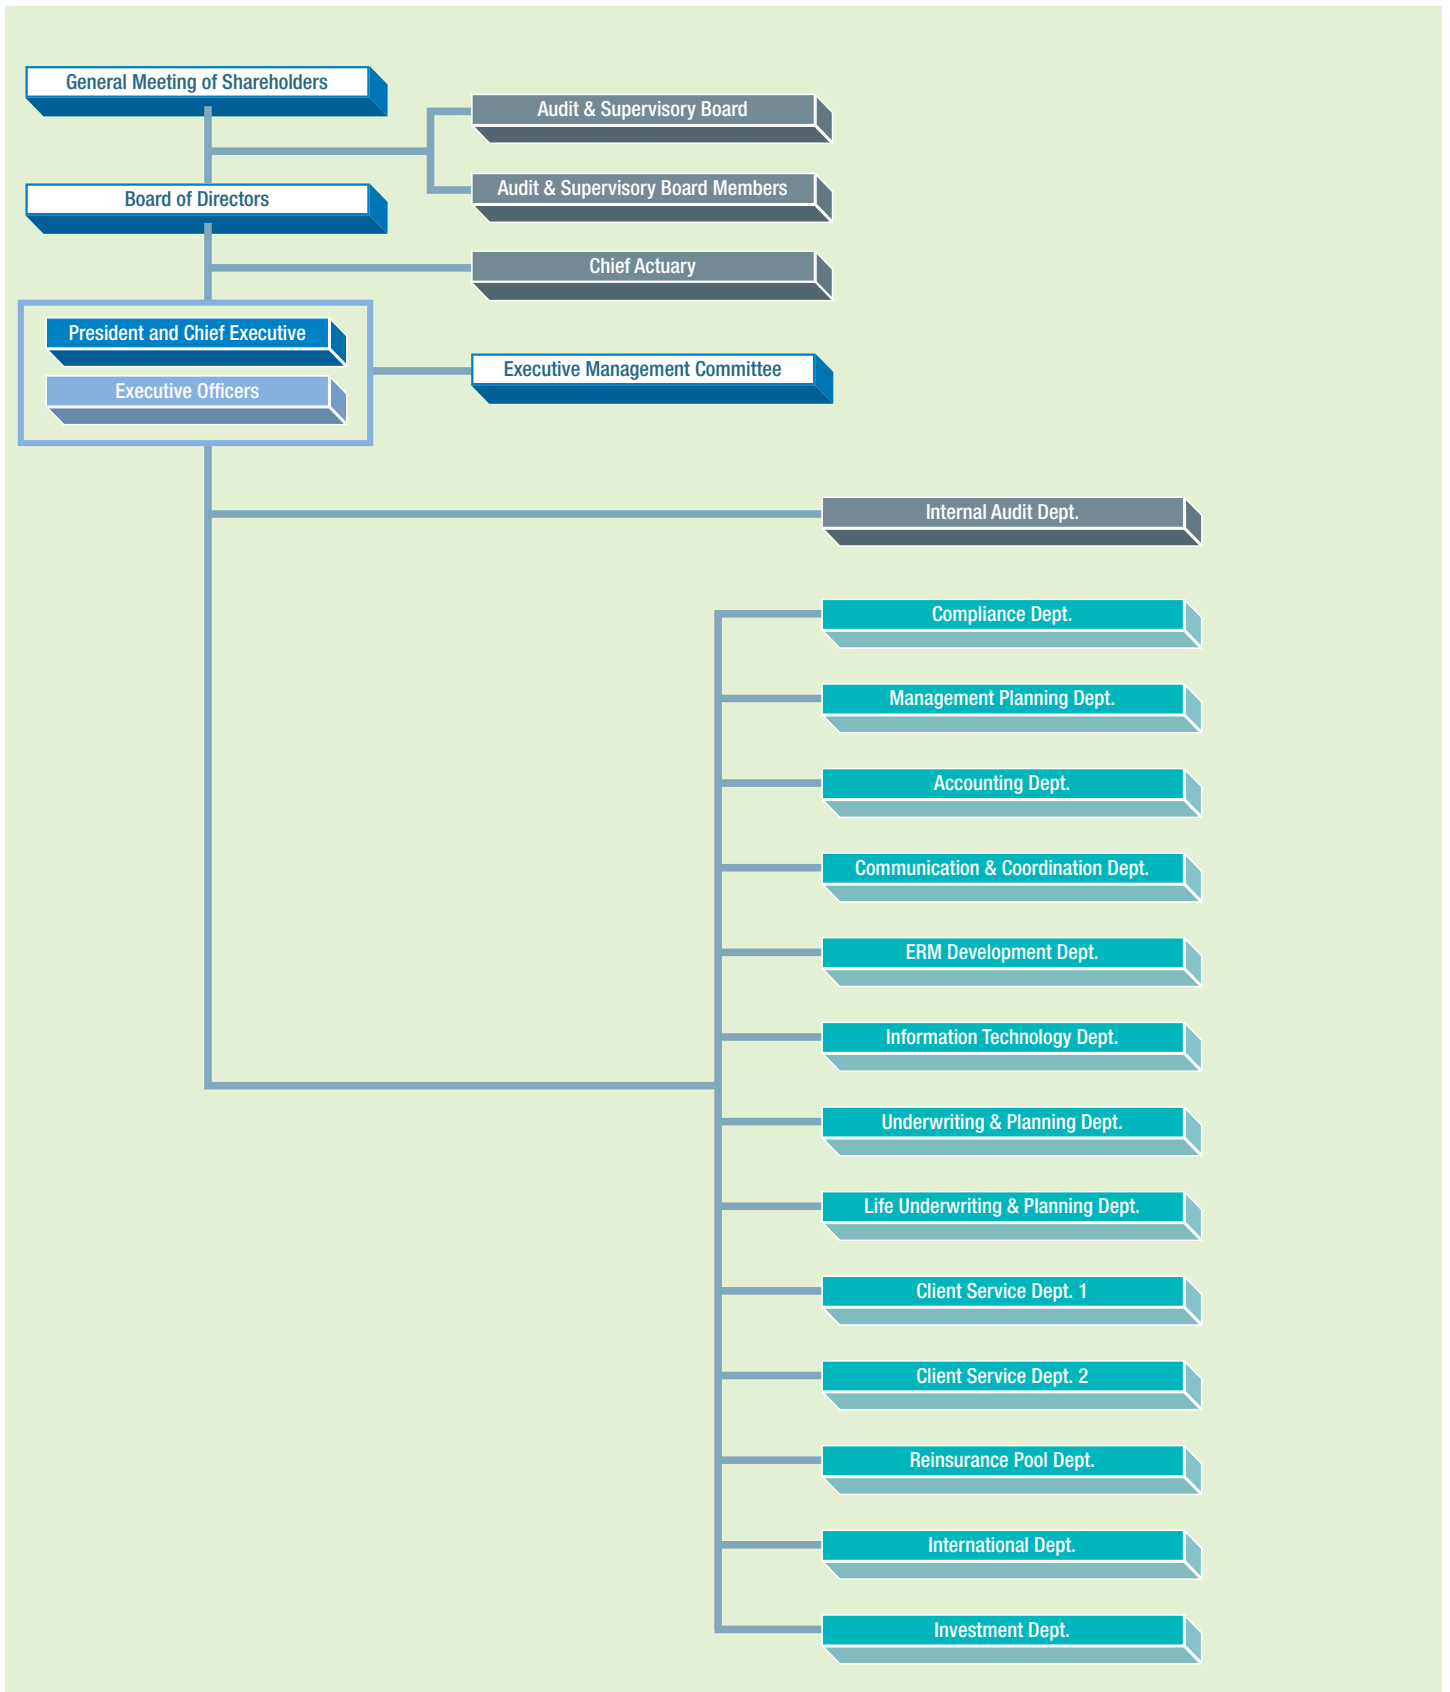 General Meeting of Shareholders
Audit & Supervisory Board
Audit & Supervisory Board Members
Board of Directors
Chief Actuary
President and Chief Executive
Executive Officers
Executive Management Committee
Internal Audit Dept.
Compliance Dept.
Management Planning Dept.
Accounting Dept.
Communication & Coordination Dept.
ERM Development Dept.
Information Technology Dept.
Underwriting & Planning Dept.
Life Underwriting & Planning Dept.
Client Service Dept. 1
Client Service Dept. 2
Reinsurance Pool Dept.
International Dept.
Investment Dept.